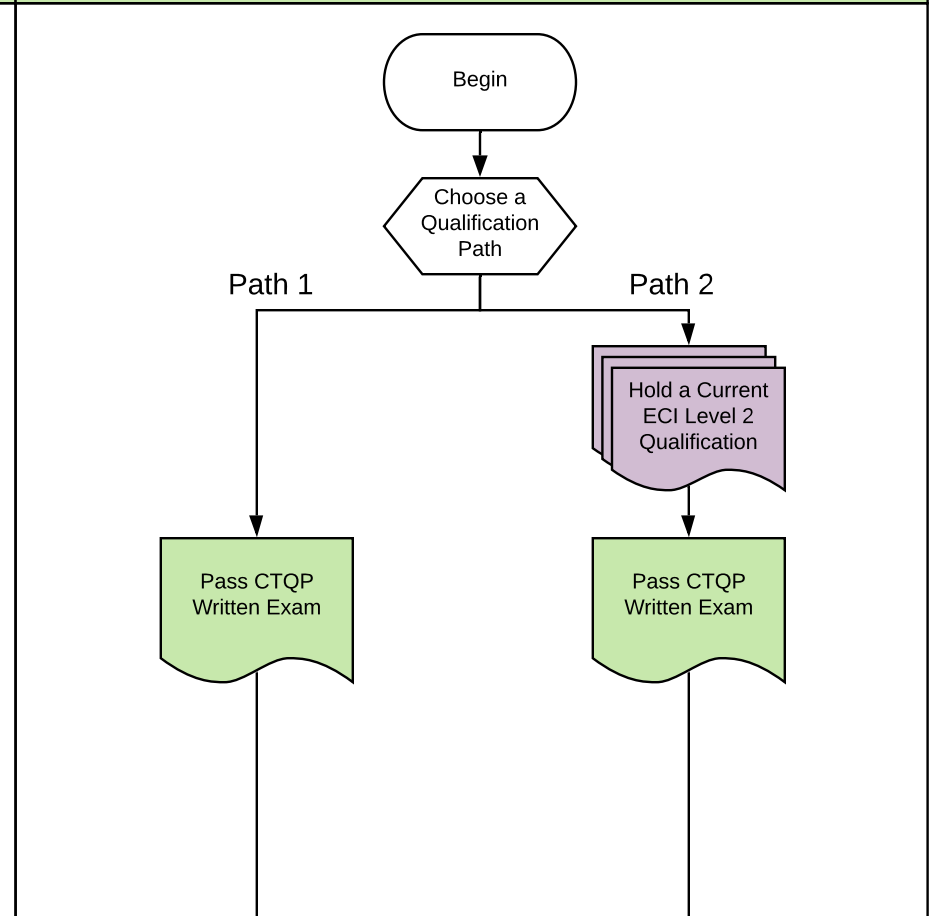 Begin
Choose a
Qualification
Path
Path 1
Path 2
Hold a Current
ECI Level 2
Qualification
Pass CTQP
Written Exam
Pass CTQP
Written Exam